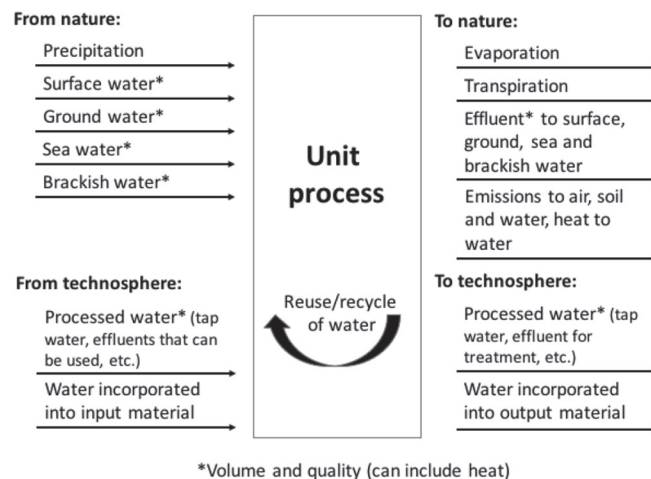 From nature:
Precipitation
Surface water*
Ground water*
Sea water*
Brackish water*
From technosphere:
Processed water* (tap
water, effluents that can
be used, etc.)
Water incorporated
into input material
Unit
process
Reuse/recycle
of water
To nature:
Evaporation
Transpiration
Effluent* to surface,
ground, sea and
brackish water
Emissions to air, soil
and water, heat to
water
To technosphere:
Processed water* (tap
water, effluent for
treatment, etc.)
Water incorporated
into output material
*Volume and quality (can include heat)